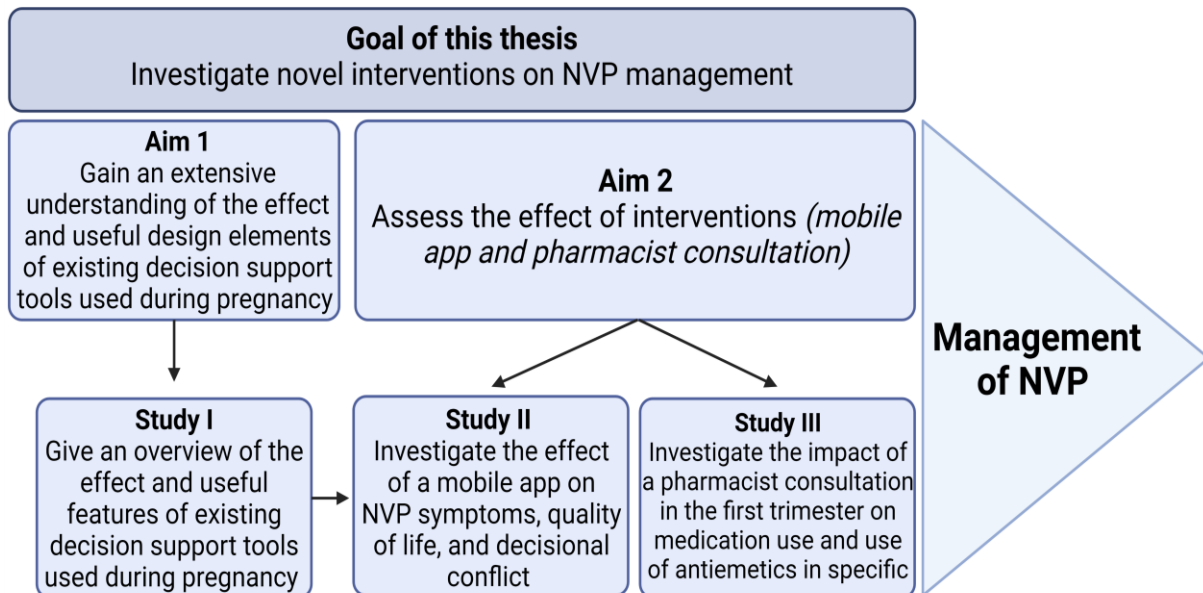 Goal of this thesis
Investigate novel interventions on NVP management
Aim 1
Gain an extensive
understanding of the effect
and useful design elements
of existing decision support
tools used during pregnancy
Aim 2
Assess the effect of interventions (mobile
app and pharmacist consultation)
Study I
Give an overview of the
effect and useful
features of existing
decision support tools
used during pregnancy
Study II
Investigate the effect
of a mobile app on
NVP symptoms, quality
of life, and decisional
conflict
Study III
Investigate the impact of
a pharmacist consultation
in the first trimester on
medication use and use
of antiemetics in specific
Management
of NVP